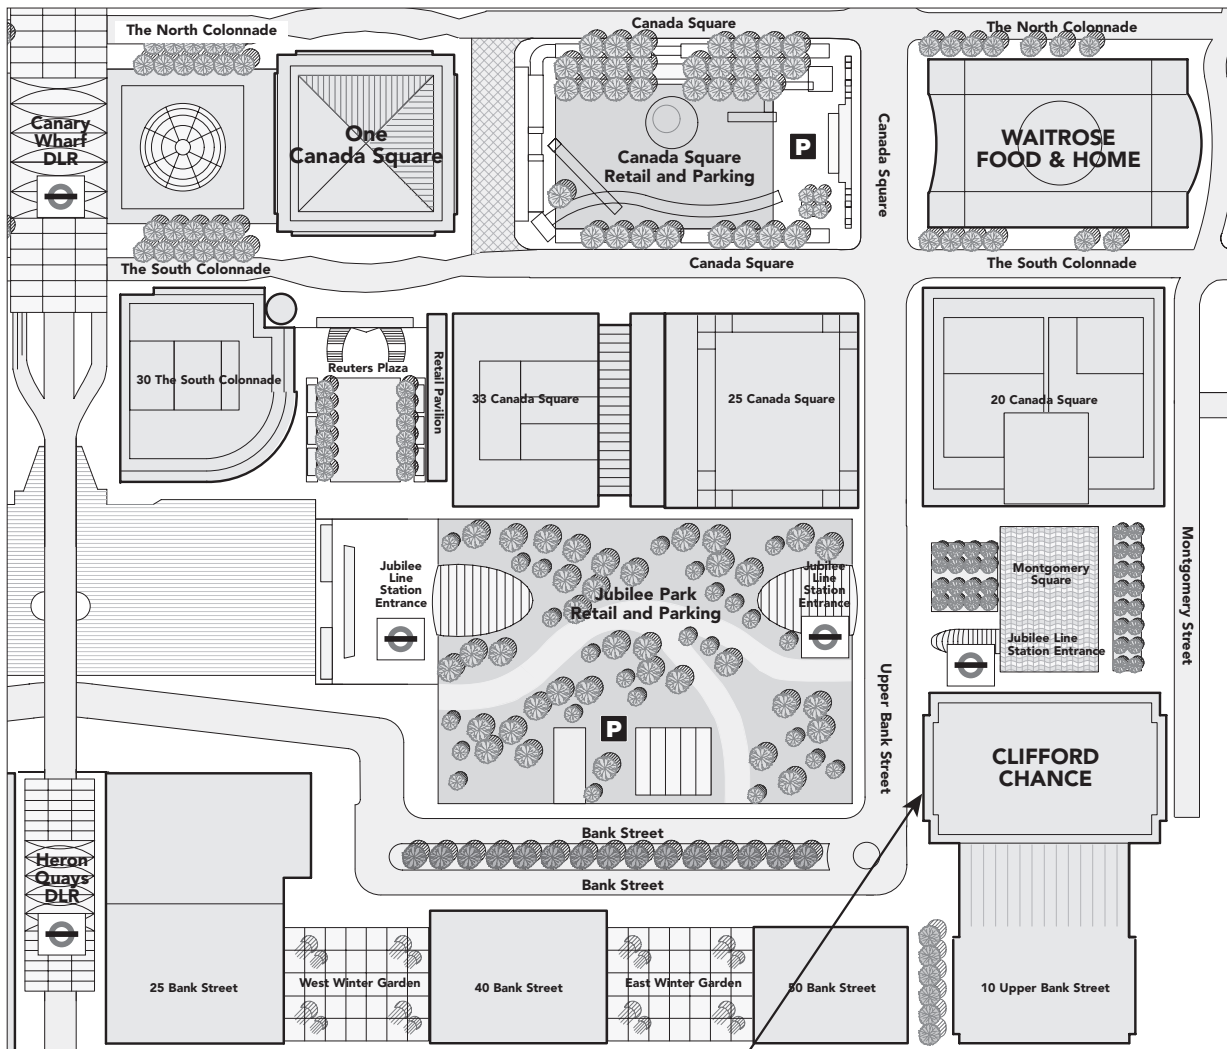 The North Colonnade
Canada Square
The North Colonnade
Canary
Wharf
DLR
One
Canada Square
Canada Square
Retail and Parking
P
Canada Square
WAITROSE
FOOD & HOME
The South Colonnade
Canada Square
The South Colonnade
30 The South Colonnade
Reuters Plaza
Retail Pavilion
33 Canada Square
25 Canada Square
20 Canada Square
Jubilee
Line
Station
Entrance
Jubilee Park
Retail and Parking
Jubilee
Line
Station
Entrance
Montgomery
Square
Jubilee Line
Station Entrance
Montgomery Street
P
Upper Bank Street
CLIFFORD
CHANCE
Bank Street
Bank Street
Heron
Quays
DLR
25 Bank Street
West Winter Garden
40 Bank Street
East Winter Garden
50 Bank Street
10 Upper Bank Street